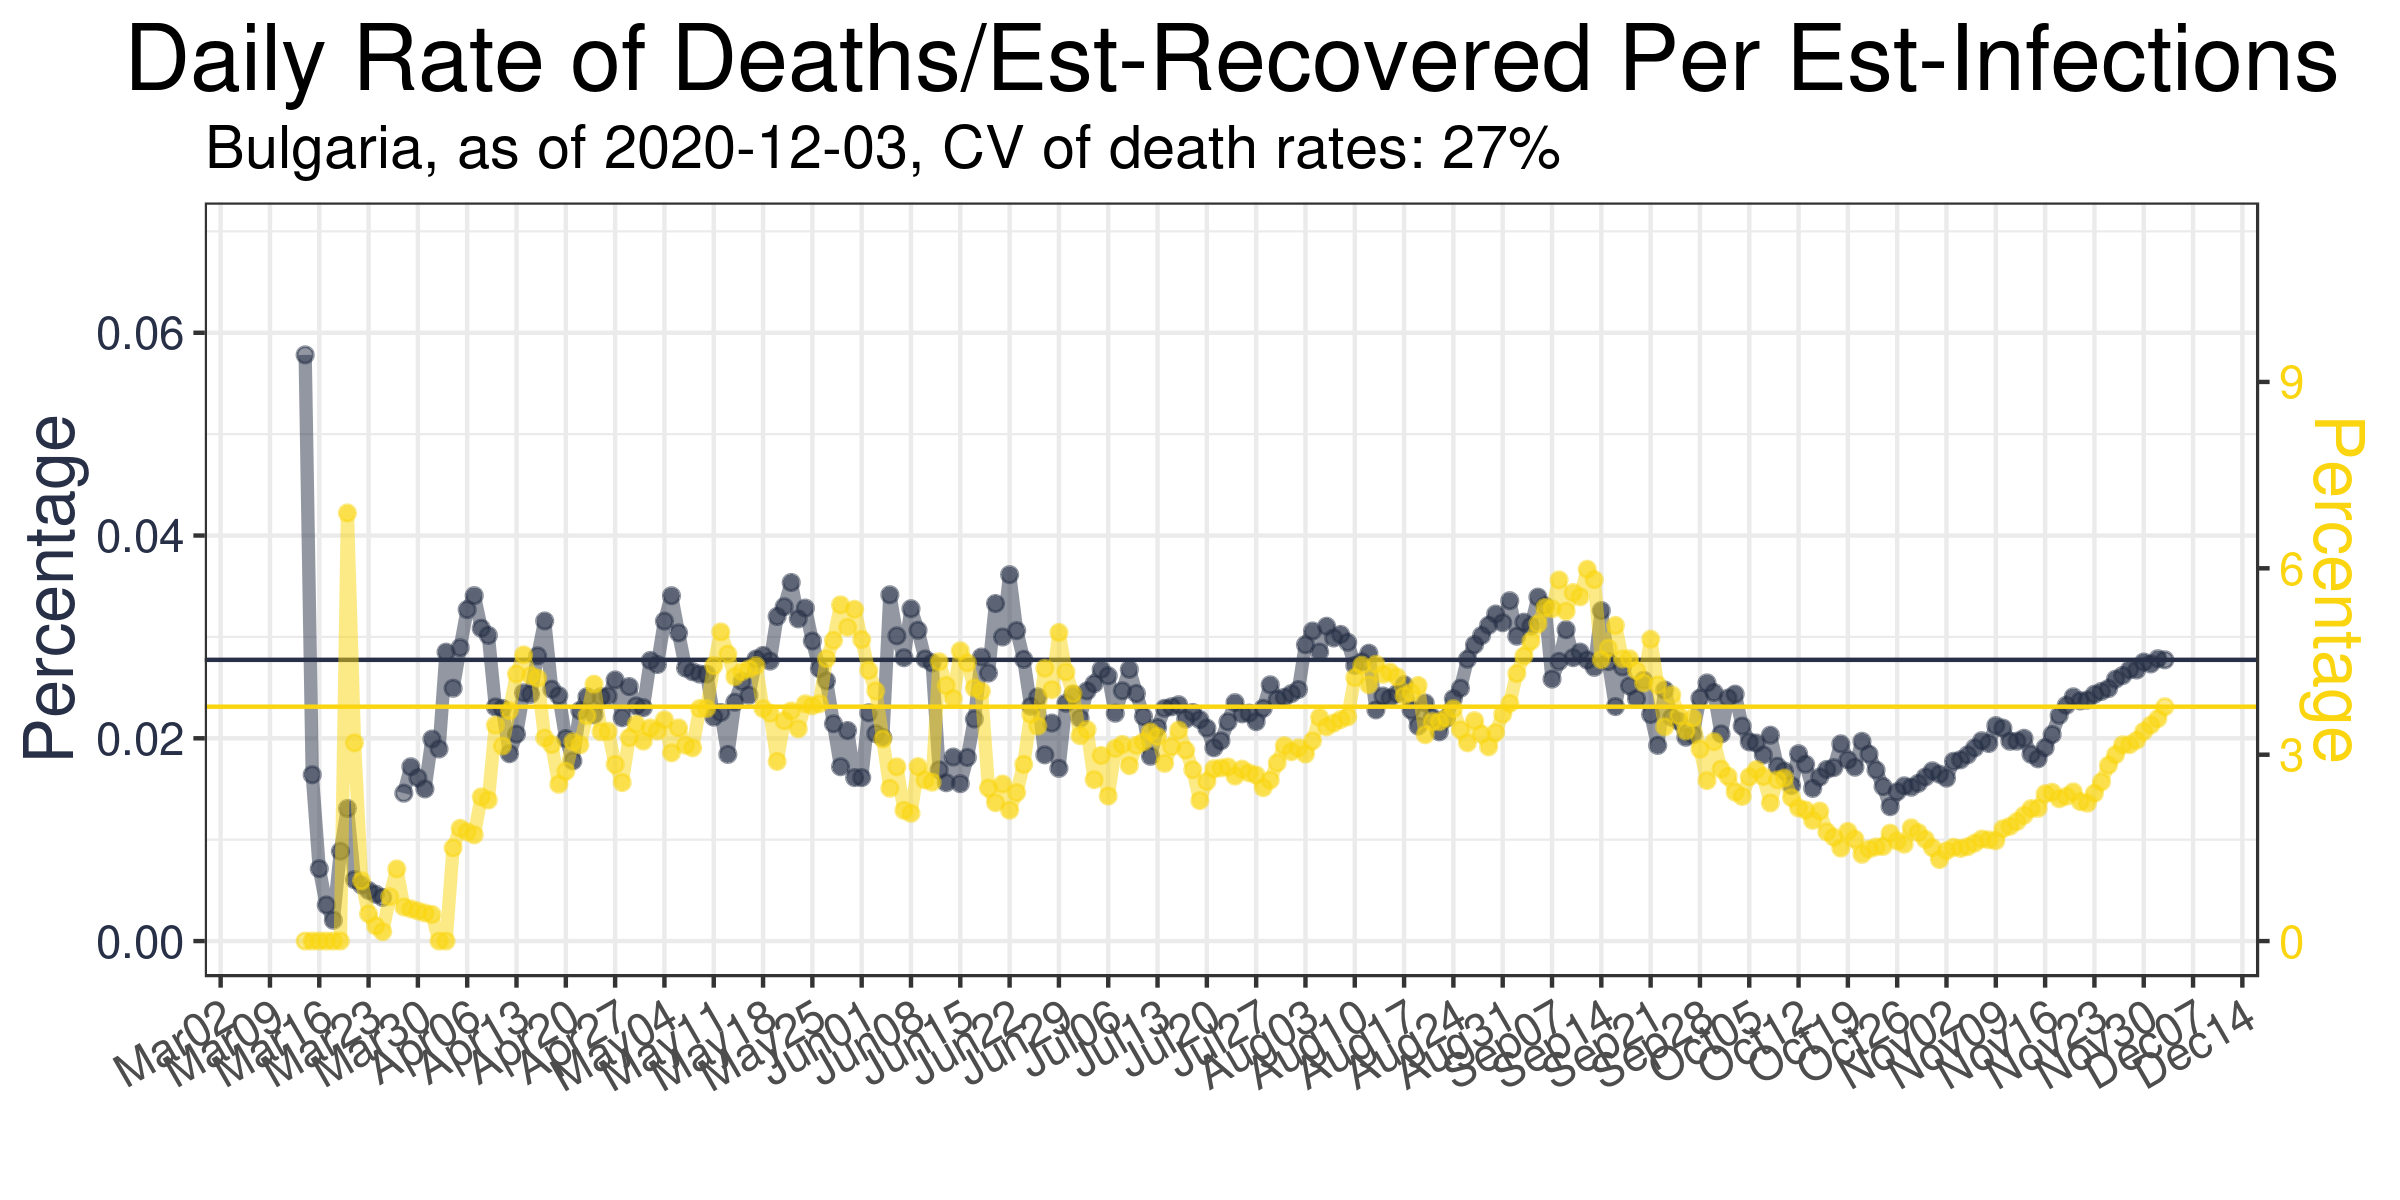 Daily Rate of Deaths/Est-Recovered Per Est-Infections
Bulgaria, as of 2020-12-03, CV of death rates: 27%
Percentage
0.06
0.04
0.02
0.00
9
6
3
0
Percentage
Mar02
Mar09
Mar16
Mar23
Mar30
Apr06
Apr13
Apr20
Apr27
May04
May11
May18
May25
Jun01
Jun08
Jun15
Jun22
Jun29
Jul06
Jul13
Jul20
Jul27
Aug03
Aug10
Aug17
Aug24
Aug31
Sep07
Sep14
Sep21
Sep28
Oct05
Oct12
Oct19
Oct26
Nov02
Nov09
Nov16
Nov23
Nov30
Dec07
Dec14